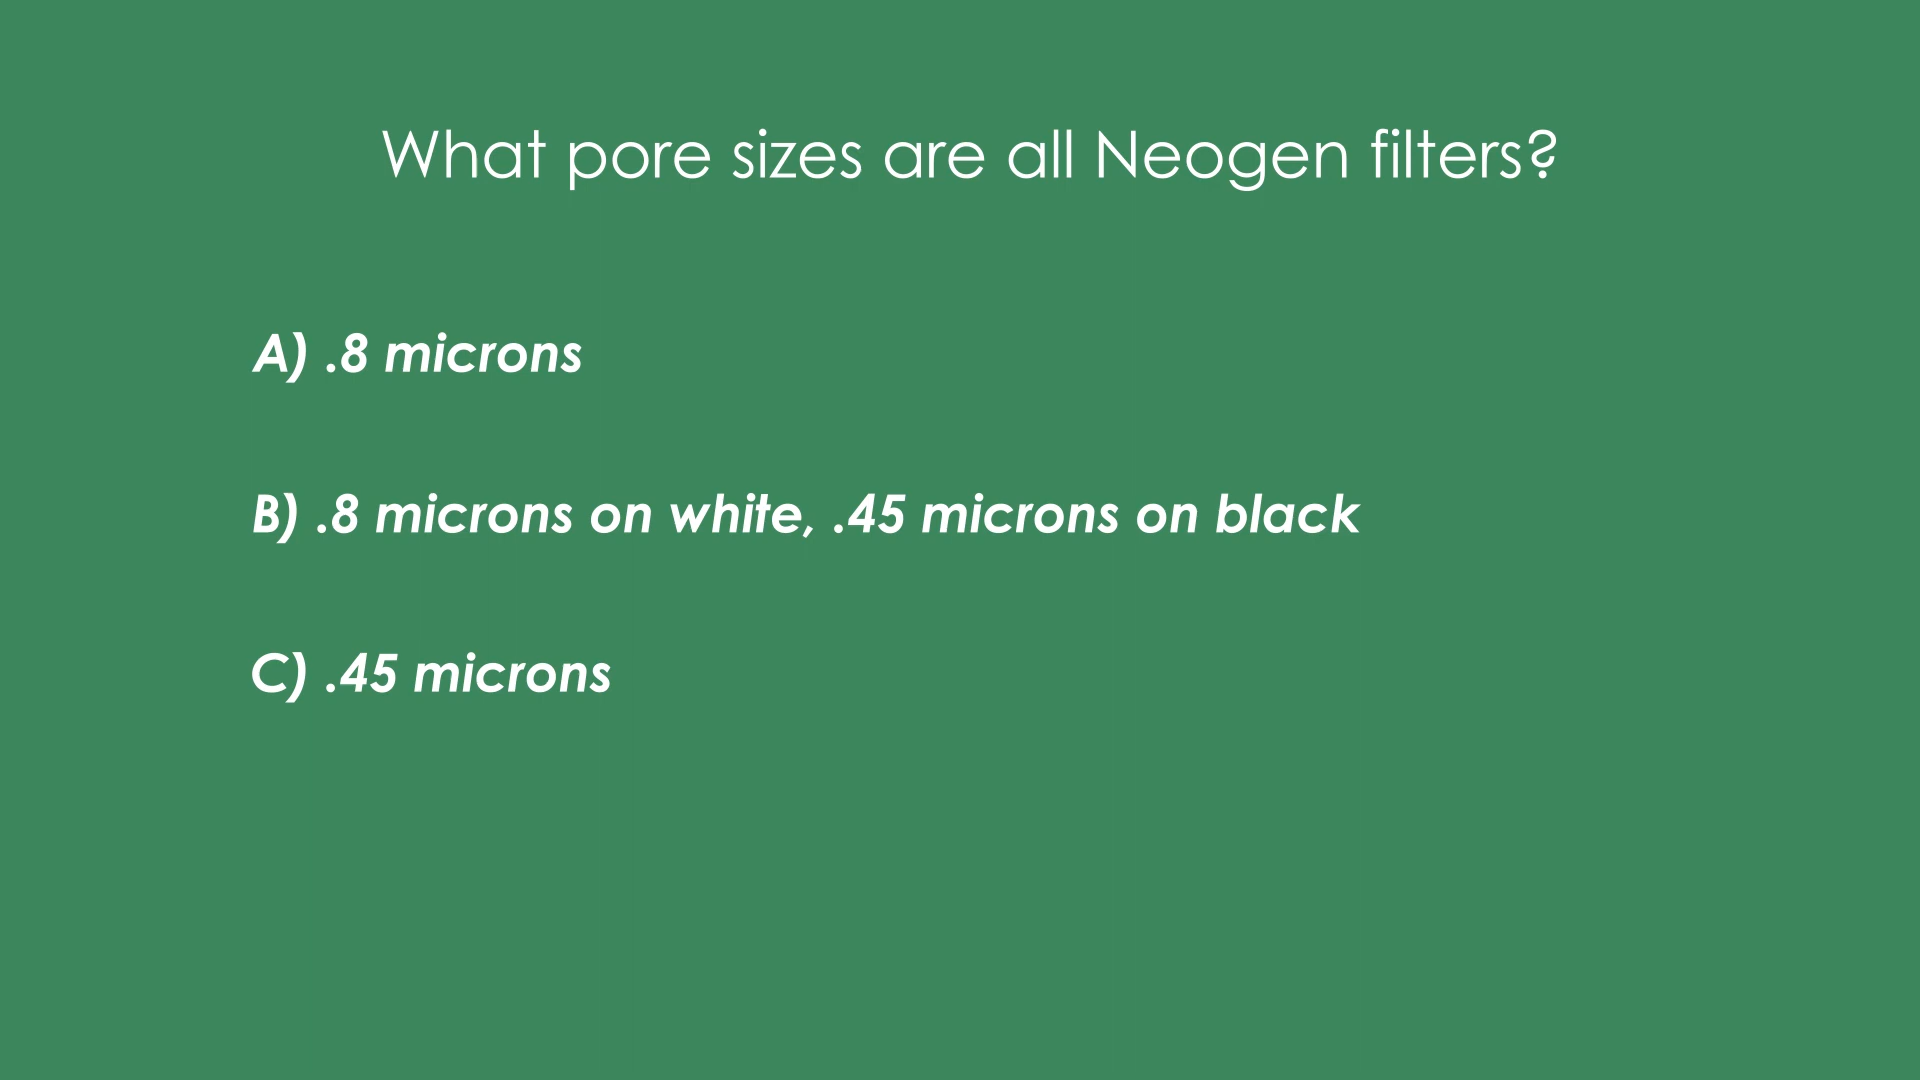 What pore sizes are all Neogen filters?
A) .8 microns
B) .8 microns on white, .45 microns on black
C) .45 microns